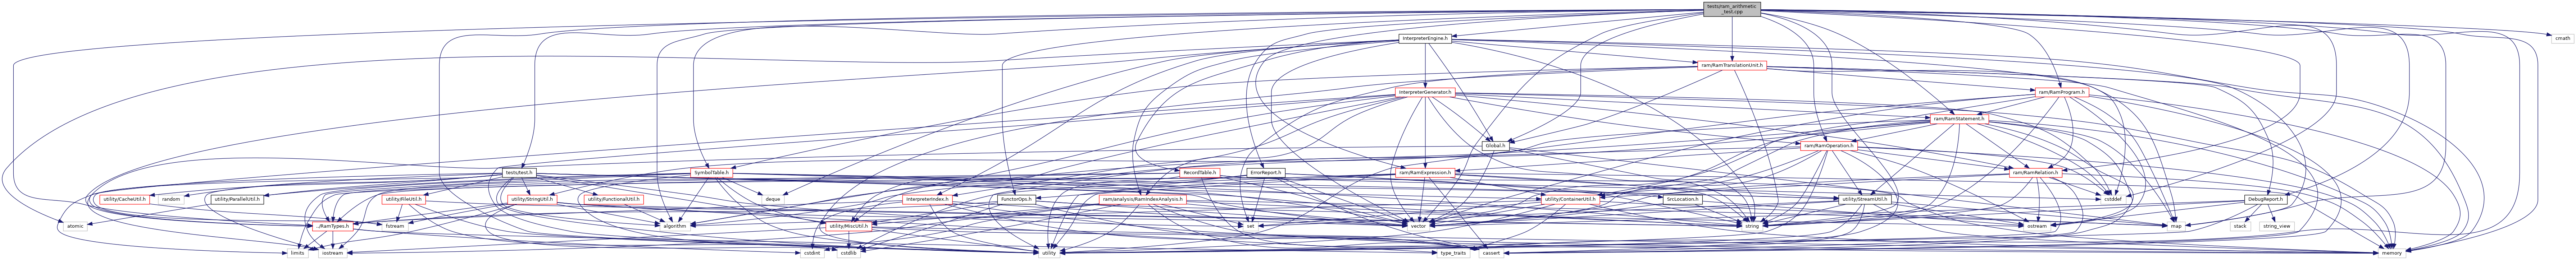 tests/ram_arithmetic
_test.cpp
InterpreterEngine.h
cmath
ram/RamTranslationUnit.h
InterpreterGenerator.h
ram/RamProgram.h
ram/RamStatement.h
Global.h
ram/RamOperation.h
tests/test.h
SymbolTable.h
RecordTable.h
ErrorReport.h
ram/RamExpression.h
ram/RamRelation.h
utility/CacheUtil.h
random
utility/ParallelUtil.h
utility/FileUtil.h
utility/StringUtil.h
utility/FunctionalUtil.h
deque
InterpreterIndex.h
FunctorOps.h
ram/analysis/RamIndexAnalysis.h
utility/ContainerUtil.h
SrcLocation.h
utility/StreamUtil.h
cstddef
DebugReport.h
atomic
../RamTypes.h
fstream
algorithm
utility/MiscUtil.h
set
vector
string
ostream
map
stack
string_view
limits
iostream
cstdint
cstdlib
utility
type_traits
cassert
memory